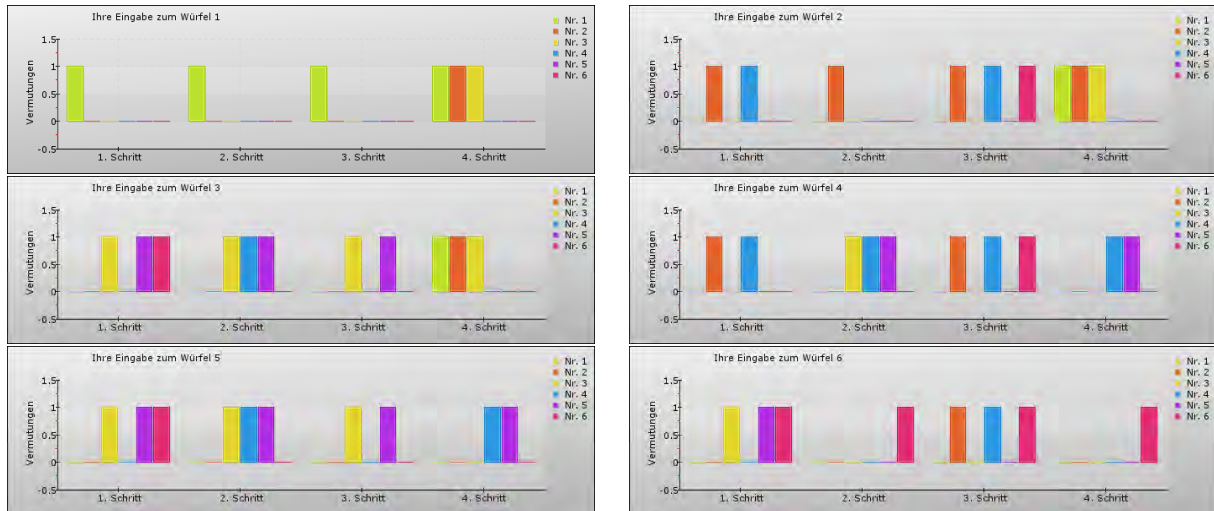 Ihre Eingabe zum Würfel 1
Nr. 1
Nr. 2
Nr. 3
Nr. 4
Nr. 5
Nr. 6
Vermutungen
1.5
1
0.5
0
-0.5
1. Schritt
2. Schritt
3. Schritt
4. Schritt
Ihre Eingabe zum Würfel 2
Nr. 1
Nr. 2
Nr. 3
Nr. 4
Nr. 5
Nr. 6
Vermutungen
1.5
1
0.5
0
-0.5
1. Schritt
2. Schritt
3. Schritt
4. Schritt
Ihre Eingabe zum Würfel 3
Nr. 1
Nr. 2
Nr. 3
Nr. 4
Nr. 5
Nr. 6
Vermutungen
1.5
1
0.5
0
-0.5
1. Schritt
2. Schritt
3. Schritt
4. Schritt
Ihre Eingabe zum Würfel 4
Nr. 1
Nr. 2
Nr. 3
Nr. 4
Nr. 5
Nr. 6
Vermutungen
1.5
1
0.5
0
-0.5
1. Schritt
2. Schritt
3. Schritt
4. Schritt
Ihre Eingabe zum Würfel 5
Nr. 1
Nr. 2
Nr. 3
Nr. 4
Nr. 5
Nr. 6
Vermutungen
1.5
1
0.5
0
-0.5
1. Schritt
2. Schritt
3. Schritt
4. Schritt
Ihre Eingabe zum Würfel 6
Nr. 1
Nr. 2
Nr. 3
Nr. 4
Nr. 5
Nr. 6
Vermutungen
1.5
1
0.5
0
-0.5
1. Schritt
2. Schritt
3. Schritt
4. Schritt